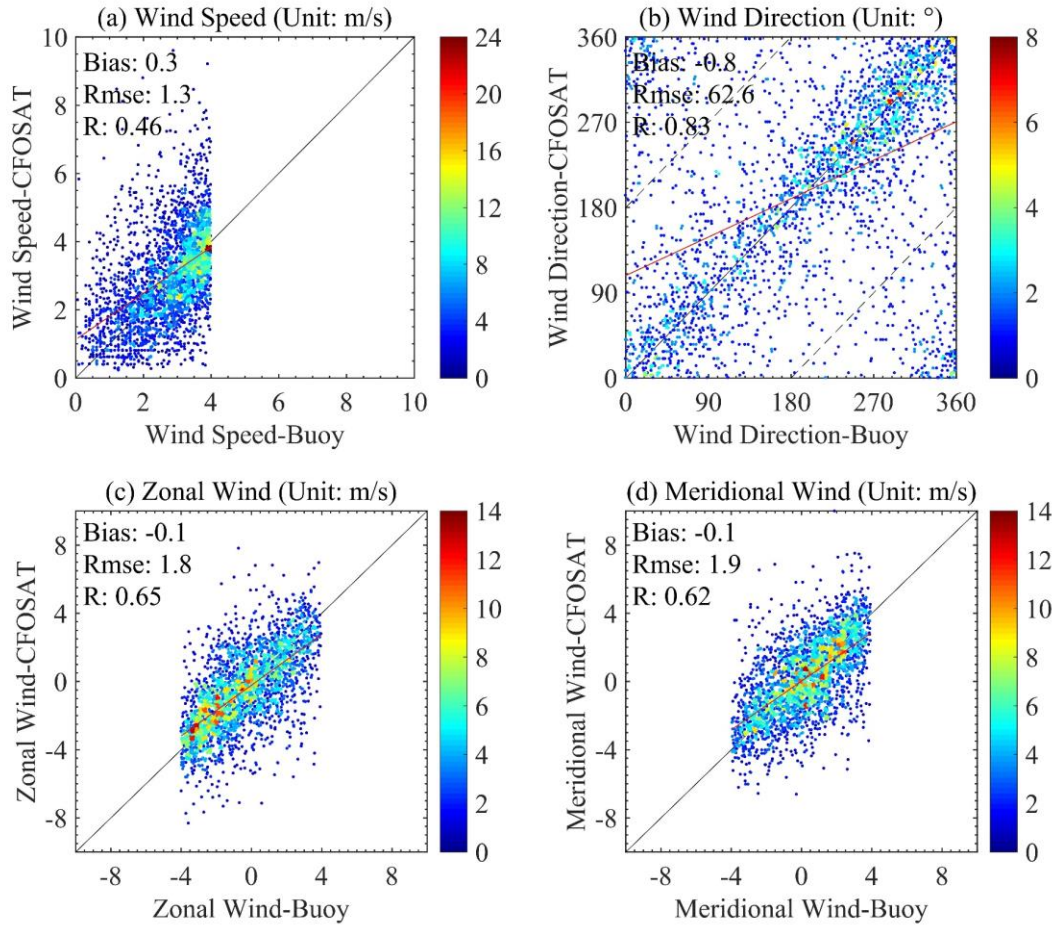 (a) Wind Speed (Unit: m/s)
10
8
6
4
2
0
Bias: 0.3
Rmse: 1.3
R: 0.46
0 2 4 6 8 10
Wind Speed-CFOSAT
Wind Speed-Buoy
24
20
16
12
8
4
0
(b) Wind Direction (Unit: °)
360
270
180
90
0
Bias: -0.8
Rmse: 62.6
R: 0.83
0 90 180 270 360
Wind Direction-CFOSAT
Wind Direction-Buoy
8
6
4
2
0
(c) Zonal Wind (Unit: m/s)
8
4
0
-4
-8
Bias: -0.1
Rmse: 1.8
R: 0.65
-8 -4 0 4 8
Zonal Wind-CFOSAT
Zonal Wind-Buoy
14
12
10
8
6
4
2
0
(d) Meridional Wind (Unit: m/s)
8
4
0
-4
-8
Bias: -0.1
Rmse: 1.9
R: 0.62
-8 -4 0 4 8
Meridional Wind-CFOSAT
Meridional Wind-Buoy
14
12
10
8
6
4
2
0